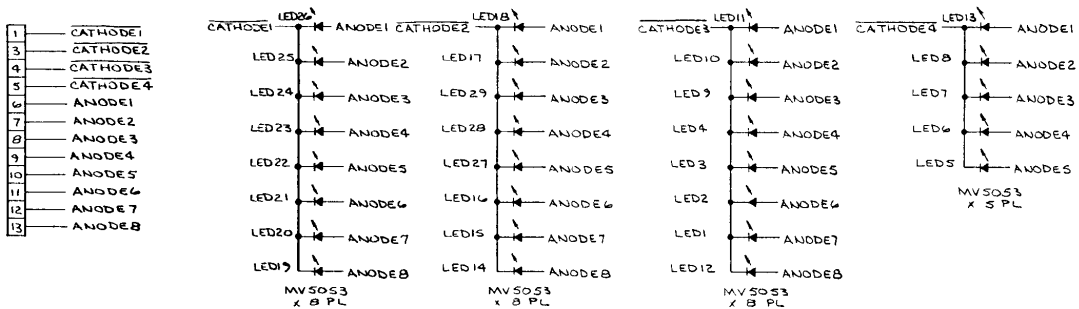 1 CATHODE1
3 CATHODE2
4 CATHODE3
5 CATHODE4
6 ANODE1
7 ANODE2
8 ANODE3
9 ANODE4
10 ANODE5
11 ANODE6
12 ANODE7
13 ANODE8
CATHODE1 LED26 ANODE1
LED25 ANODE2
LED24 ANODE3
LED23 ANODE4
LED22 ANODE5
LED21 ANODE6
LED20 ANODE7
LED19 ANODE8
MV5053
x 8 PL
CATHODE2 LED18 ANODE1
LED17 ANODE2
LED29 ANODE3
LED28 ANODE4
LED27 ANODE5
LED16 ANODE6
LED15 ANODE7
LED14 ANODE8
MV5053
x 8 PL
CATHODE3 LED11 ANODE1
LED10 ANODE2
LED9 ANODE3
LED4 ANODE4
LED3 ANODE5
LED2 ANODE6
LED1 ANODE7
LED12 ANODE8
MV5053
x 8 PL
CATHODE4 LED13 ANODE1
LED8 ANODE2
LED7 ANODE3
LED6 ANODE4
LED5 ANODE5
MV5053
x 5 PL